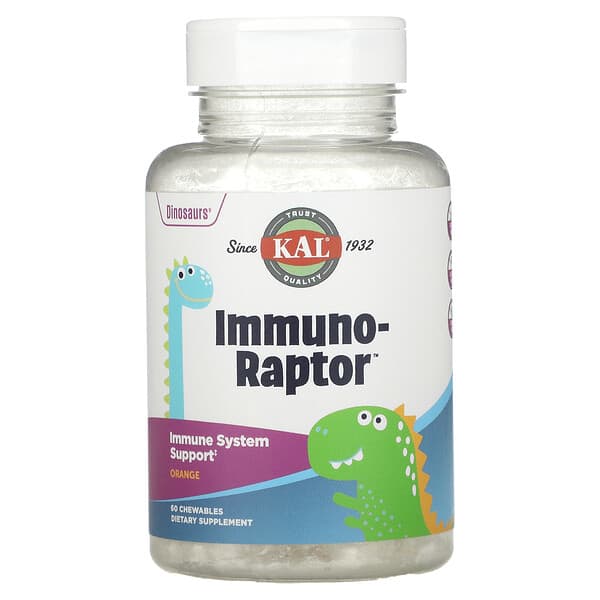 Dinosaurs®
TRUST
Since KAL® 1932
QUALITY
Immuno-
Raptor™
Immune System
Support‡
ORANGE
60 CHEWABLES
DIETARY SUPPLEMENT